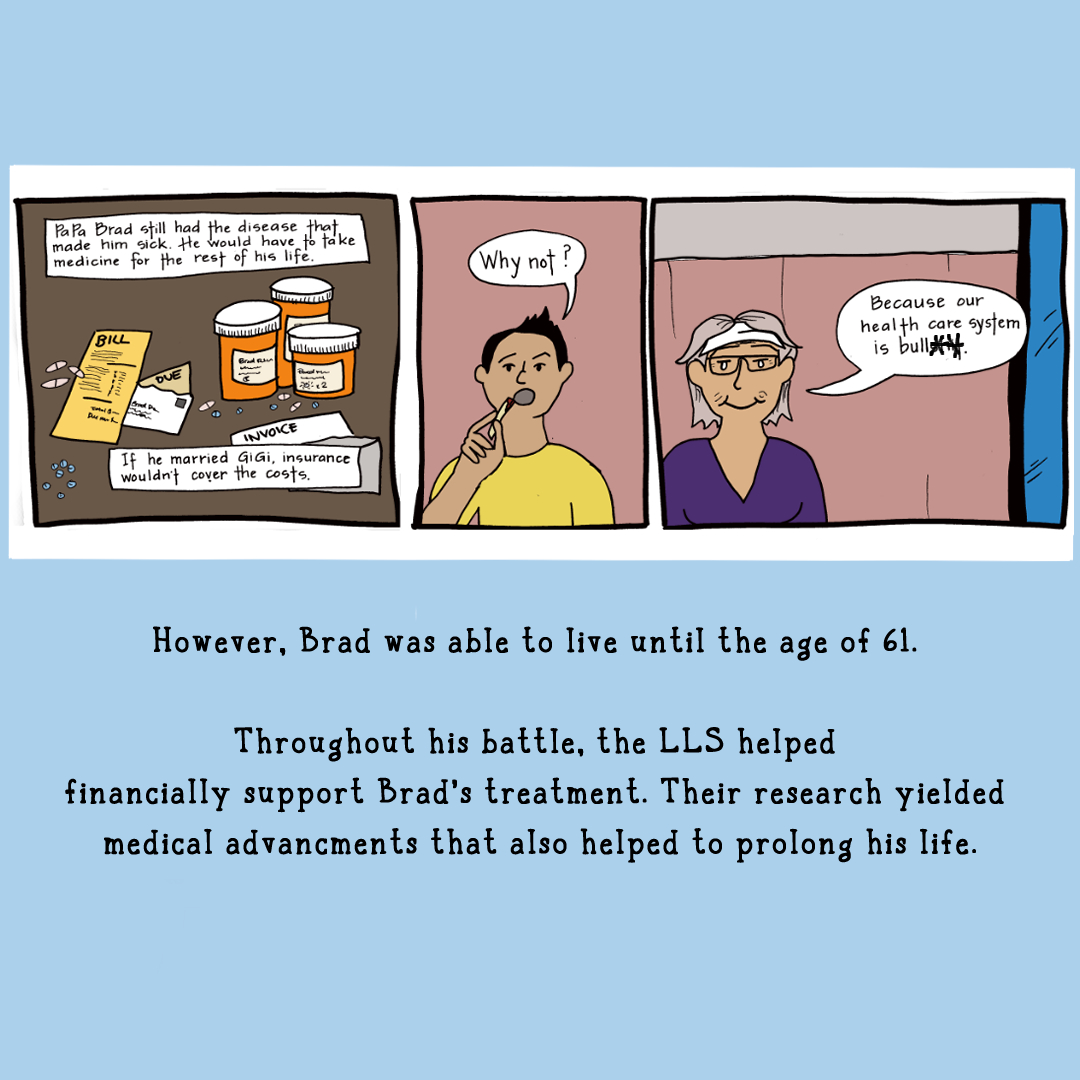 PaPa Brad still had the disease that
made him sick. He would have to take
medicine for the rest of his life.
BILL
DUE
INVOICE
If he married GiGi, insurance
wouldn't cover the costs.
Why not?
Because our
health care system
is bull
However, Brad was able to live until the age of 61.
Throughout his battle, the LLS helped
financially support Brad's treatment. Their research yielded
medical advancments that also helped to prolong his life.